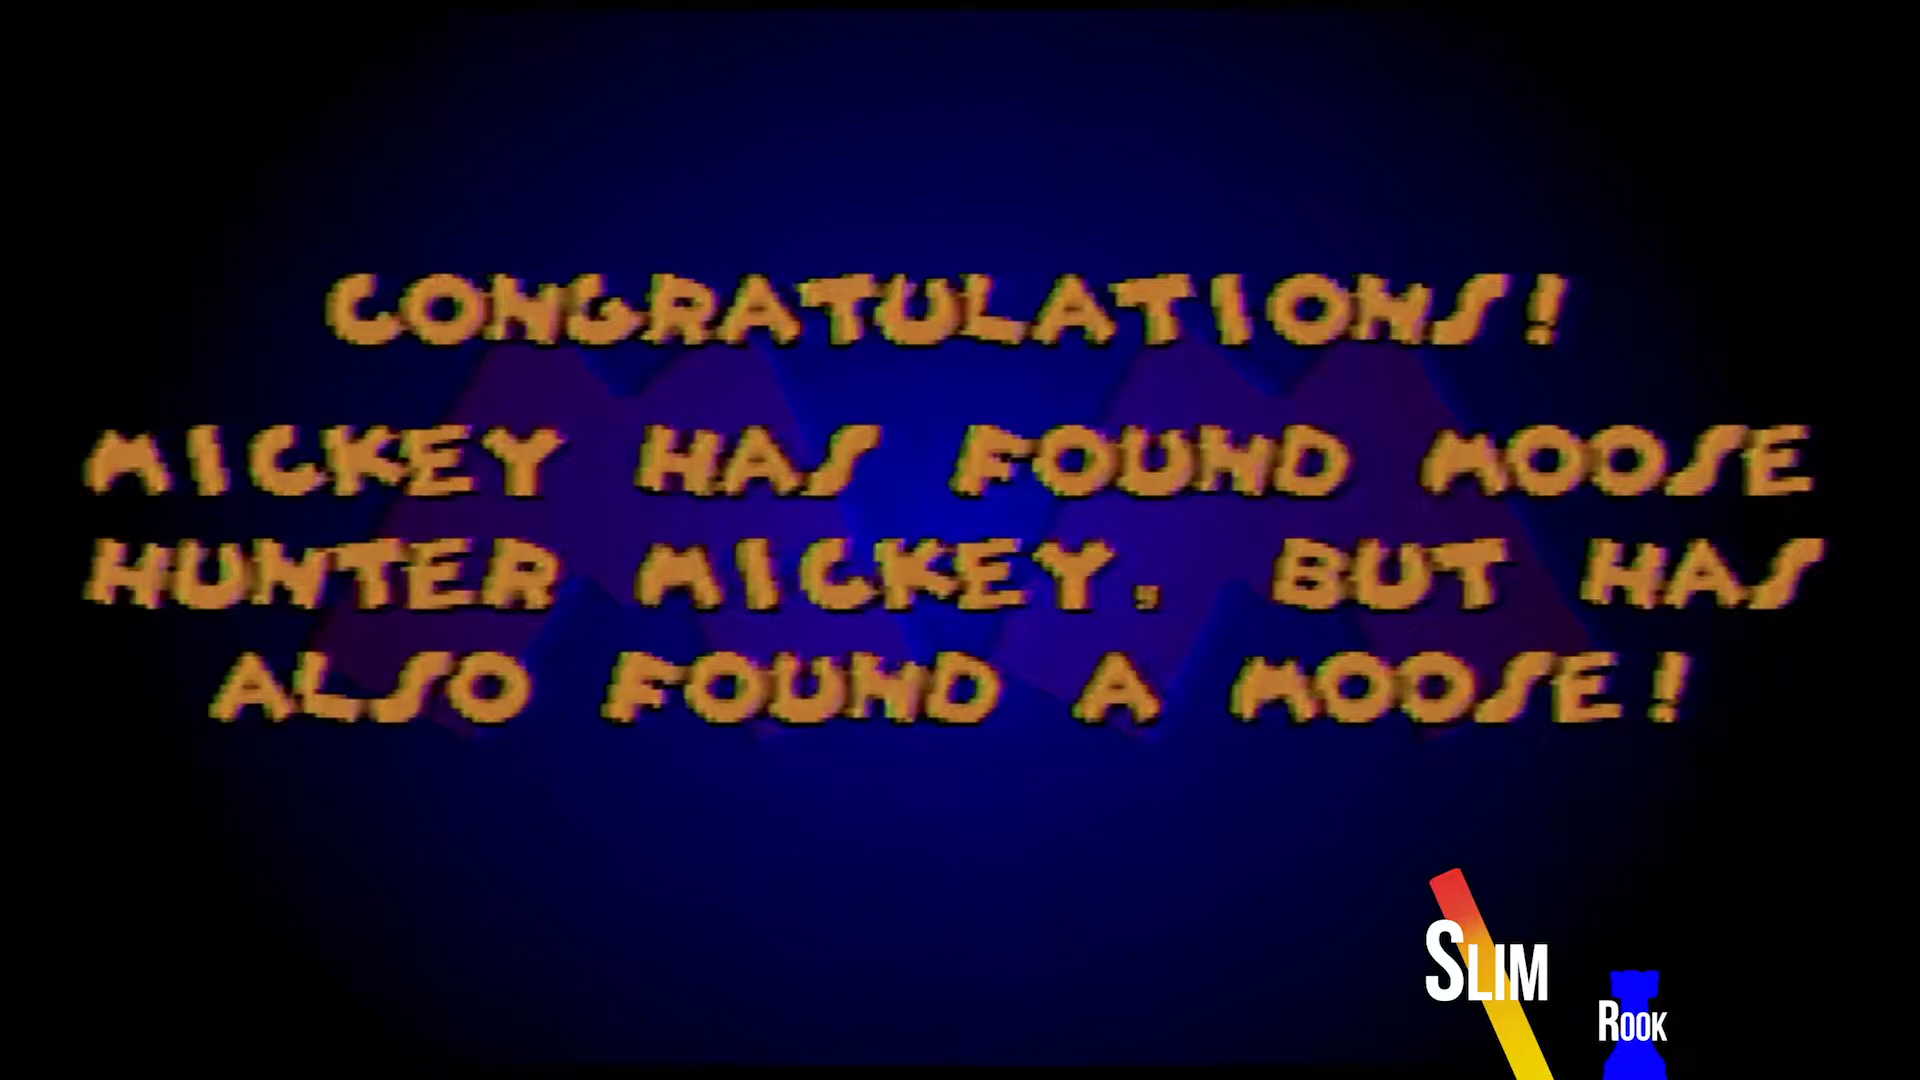 CONGRATULATIONS!
MICKEY HAS FOUND MOOSE
HUNTER MICKEY, BUT HAS
ALSO FOUND A MOOSE!
SLIM
ROOK